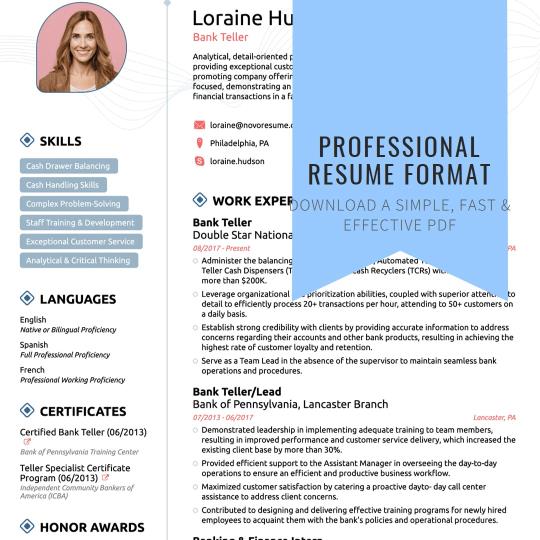 Loraine Hu
Bank Teller
Analytical, detail-oriented
providing exceptional
promoting company
focused, demonstrating an
financial transactions in a
loraine@novoresume.
Philadelphia, PA
loraine.hudson
PROFESSIONAL
RESUME FORMAT
DOWNLOAD A SIMPLE, FAST &
EFFECTIVE PDF
SKILLS
Cash Drawer Balancing
Cash Handling Skills
Complex Problem-Solving
Staff Training & Development
Exceptional Customer Service
Analytical & Critical Thinking
LANGUAGES
English
Native or Bilingual Proficiency
Spanish
Full Professional Proficiency
French
Professional Working Proficiency
CERTIFICATES
Certified Bank Teller (06/2013)
Bank of Pennsylvania Training Center
Teller Specialist Certificate
Program (06/2013)
Independent Community Bankers of
America (ICBA)
HONOR AWARDS
WORK EXPER
Bank Teller
Double Star Nationa
08/2017 - Present PA
Administer the balancing Automated
Teller Cash Dispensers Cash Recyclers (TCRs)
more than $200K.
Leverage organizational prioritization abilities, coupled with superior to
detail to efficiently process 20+ transactions per hour, attending to 50+ customers on
a daily basis.
Establish strong credibility with clients by providing accurate information to address
concerns regarding their accounts and other bank products, resulting in achieving the
highest rate of customer loyalty and retention.
Serve as a Team Lead in the absence of the supervisor to maintain seamless bank
operations and procedures.
Bank Teller/Lead
Bank of Pennsylvania, Lancaster Branch
07/2013 - 06/2017 Lancaster, PA
Demonstrated leadership in implementing adequate training to team members,
resulting in improved performance and customer service delivery, which increased the
existing client base by more than 30%.
Provided efficient support to the Assistant Manager in overseeing the day-to-day
operations to ensure an efficient and productive business workflow.
Maximized customer satisfaction by catering a proactive dayto- day call center
assistance to address client concerns.
Contributed to designing and delivering effective training programs for newly hired
employees to acquaint them with the bank's policies and operational procedures.
Banking & Finance Intern